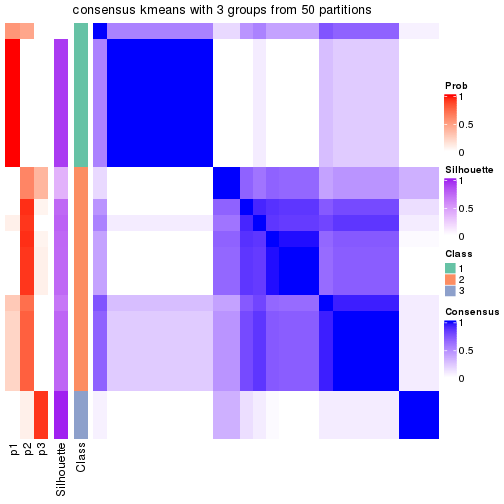 consensus kmeans with 3 groups from 50 partitions
Prob
1
0.5
0
Silhouette
1
0.5
0
Class
1
2
3
Consensus
1
0.5
0
p1
p2
p3
Silhouette
Class